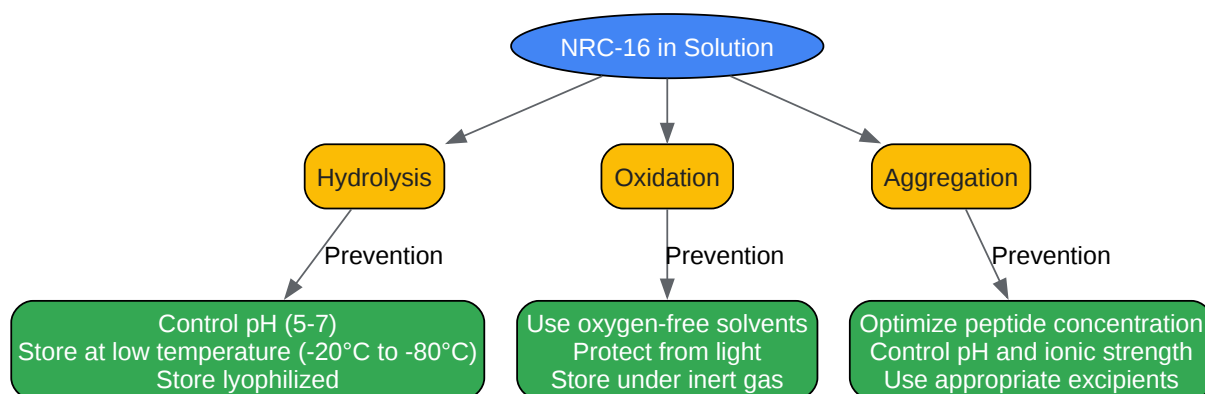 NRC-16 in Solution
Hydrolysis
Oxidation
Aggregation
Prevention
Prevention
Prevention
Control pH (5-7)
Store at low temperature (-20°C to -80°C)
Store lyophilized
Use oxygen-free solvents
Protect from light
Store under inert gas
Optimize peptide concentration
Control pH and ionic strength
Use appropriate excipients